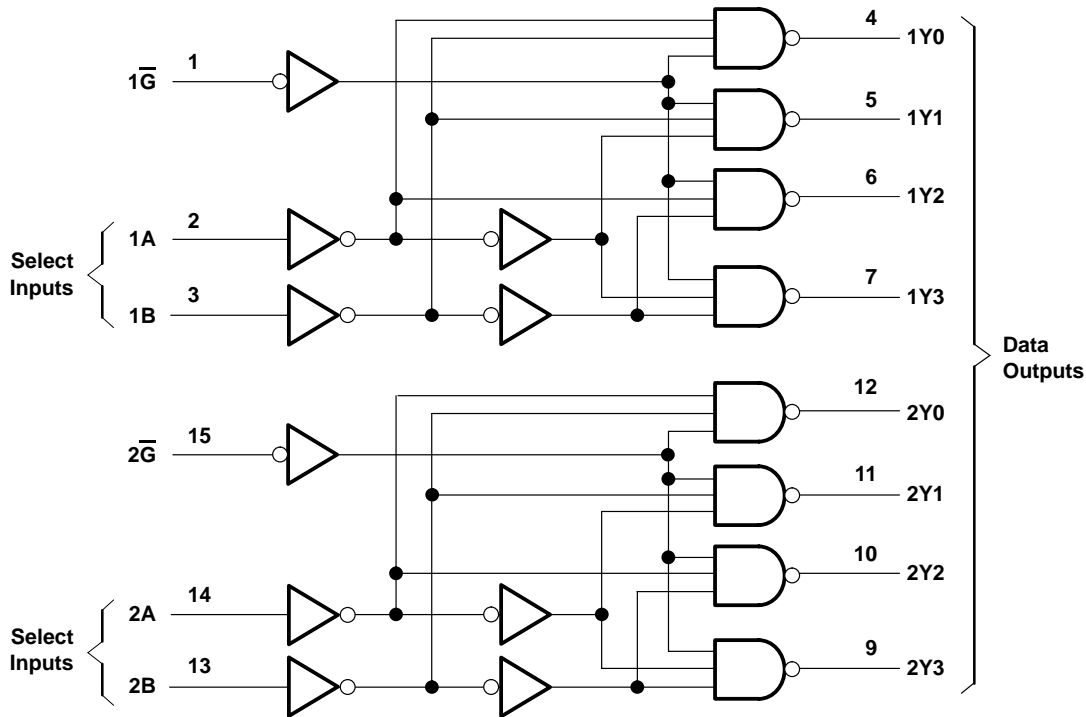 4
1Y0
1
1G̅
5
1Y1
6
1Y2
2
1A
Select
Inputs
3
1B
7
1Y3
Data
Outputs
12
2Y0
15
2G̅
11
2Y1
10
2Y2
14
2A
Select
Inputs
13
2B
9
2Y3